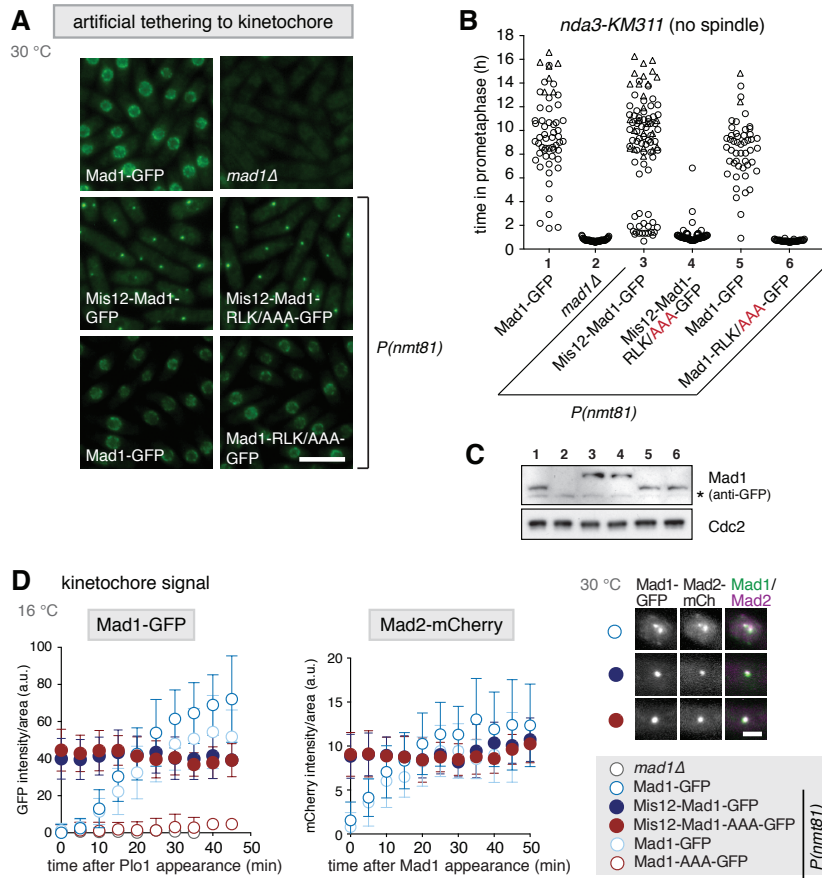 A
artificial tethering to kinetochore
30 °C
Mad1-GFP
mad1Δ
Mis12-Mad1-
GFP
Mis12-Mad1-
RLK/AAA-GFP
Mad1-GFP
Mad1-RLK/AAA-
GFP
P(nmt81)
B
nda3-KM311 (no spindle)
time in prometaphase (h)
18
16
14
12
10
8
6
4
2
0
1
2
3
4
5
6
Mad1-GFP
mad1Δ
Mis12-Mad1-GFP
Mis12-Mad1-
RLK/AAA-GFP
Mad1-GFP
Mad1-RLK/AAA-GFP
P(nmt81)
C
1 2 3 4 5 6
Mad1
* (anti-GFP)
Cdc2
D
kinetochore signal
16 °C
Mad1-GFP
GFP intensity/area (a.u.)
100
80
60
40
20
0
0 10 20 30 40 50
time after Plo1 appearance (min)
Mad2-mCherry
mCherry intensity/area (a.u.)
20
15
10
5
0
0 10 20 30 40 50
time after Mad1 appearance (min)
30 °C
Mad1-
GFP
Mad2-
mCh
Mad1/
Mad2
mad1Δ
Mad1-GFP
Mis12-Mad1-GFP
Mis12-Mad1-AAA-GFP
Mad1-GFP
Mad1-AAA-GFP
P(nmt81)